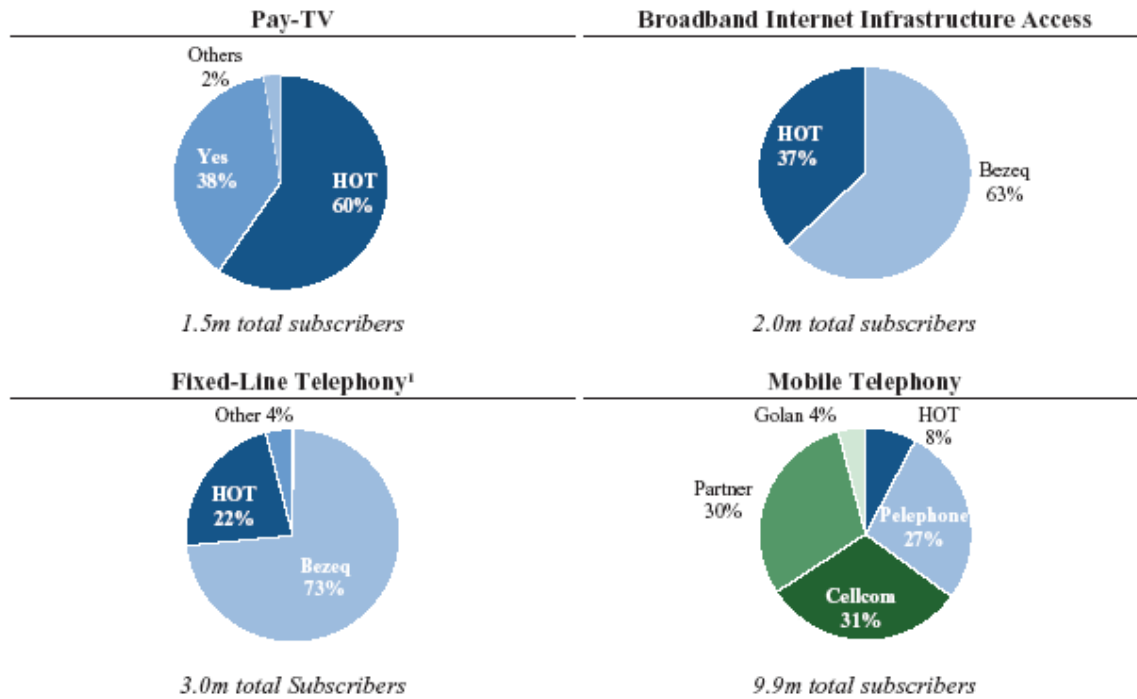 Pay-TV
Others
2%
Yes
38%
HOT
60%
1.5m total subscribers
Broadband Internet Infrastructure Access
HOT
37%
Bezeq
63%
2.0m total subscribers
Fixed-Line Telephony¹
Other 4%
HOT
22%
Bezeq
73%
3.0m total Subscribers
Mobile Telephony
Golan 4%
HOT
8%
Partner
30%
Pelephone
27%
Cellcom
31%
9.9m total subscribers